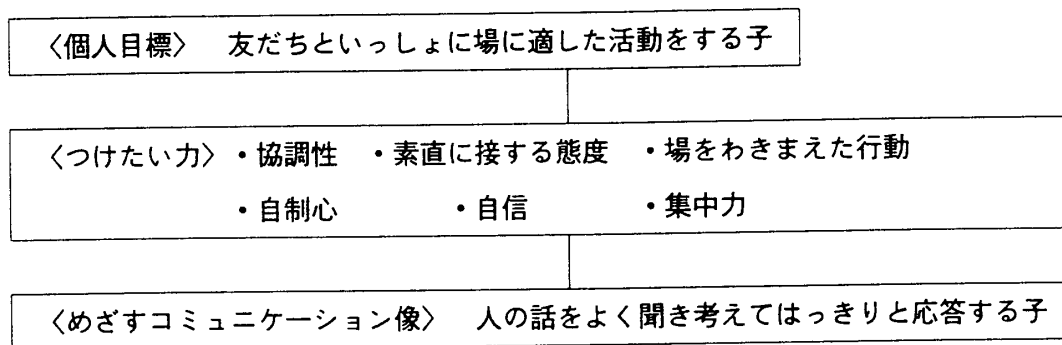 〈個人目標〉　友だちといっしょに場に適した活動をする子
〈つけたい力〉・協調性　・素直に接する態度　・場をわきまえた行動
・自制心　・自信　・集中力
〈めざすコミュニケーション像〉　人の話をよく聞き考えてはっきりと応答する子